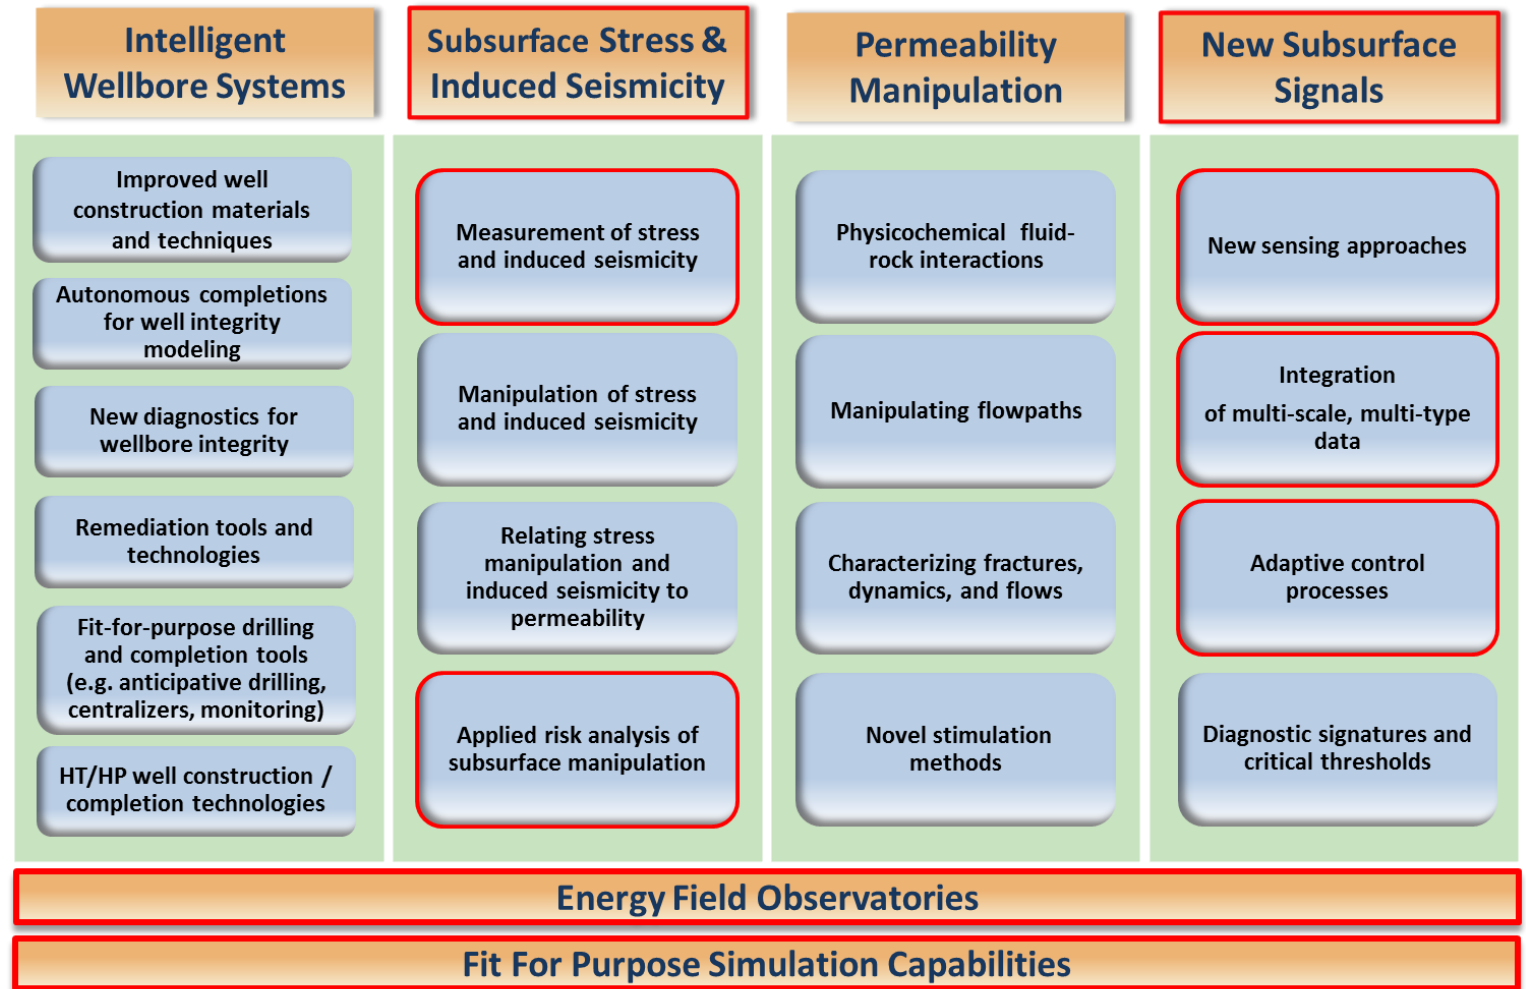 Intelligent
Wellbore Systems
Improved well
construction materials
and techniques
Autonomous completions
for well integrity
modeling
New diagnostics for
wellbore integrity
Remediation tools and
technologies
Fit-for-purpose drilling
and completion tools
(e.g. anticipative drilling,
centralizers, monitoring)
HT/HP well construction /
completion technologies
Subsurface Stress &
Induced Seismicity
Measurement of stress
and induced seismicity
Manipulation of stress
and induced seismicity
Relating stress
manipulation and
induced seismicity to
permeability
Applied risk analysis of
subsurface manipulation
Permeability
Manipulation
Physicochemical fluid-
rock interactions
Manipulating flowpaths
Characterizing fractures,
dynamics, and flows
Novel stimulation
methods
New Subsurface
Signals
New sensing approaches
Integration
of multi-scale, multi-type
data
Adaptive control
processes
Diagnostic signatures and
critical thresholds
Energy Field Observatories
Fit For Purpose Simulation Capabilities